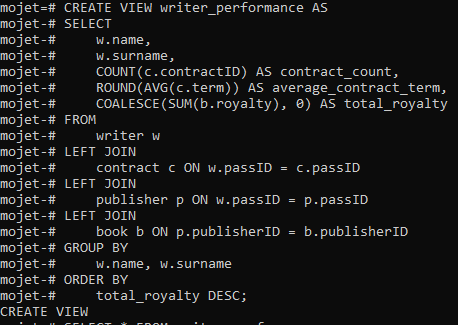 mojet=# CREATE VIEW writer_performance AS
mojet-# SELECT
mojet-#     w.name,
mojet-#     w.surname,
mojet-#     COUNT(c.contractID) AS contract_count,
mojet-#     ROUND(AVG(c.term)) AS average_contract_term,
mojet-#     COALESCE(SUM(b.royalty), 0) AS total_royalty
mojet-# FROM
mojet-#     writer w
mojet-# LEFT JOIN
mojet-#     contract c ON w.passID = c.passID
mojet-# LEFT JOIN
mojet-#     publisher p ON w.passID = p.passID
mojet-# LEFT JOIN
mojet-#     book b ON p.publisherID = b.publisherID
mojet-# GROUP BY
mojet-#     w.name, w.surname
mojet-# ORDER BY
mojet-#     total_royalty DESC;
CREATE VIEW